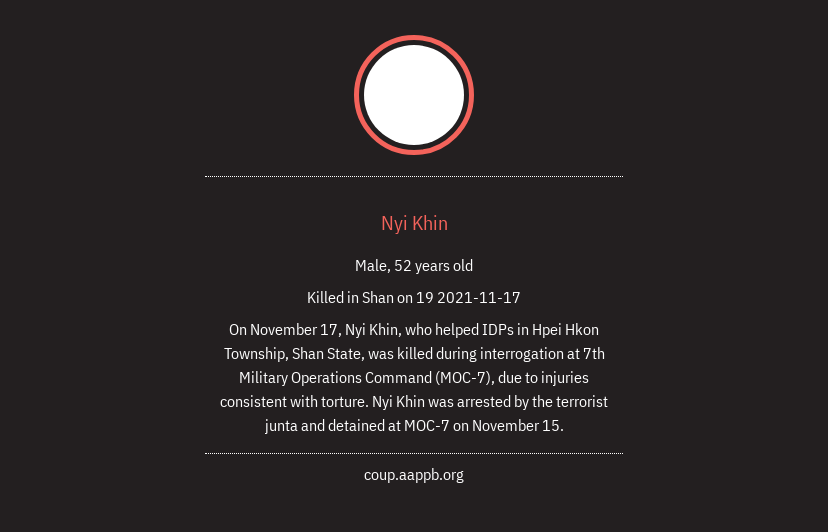 Nyi Khin
Male, 52 years old
Killed in Shan on 19 2021-11-17
On November 17, Nyi Khin, who helped IDPs in Hpei Hkon
Township, Shan State, was killed during interrogation at 7th
Military Operations Command (MOC-7), due to injuries
consistent with torture. Nyi Khin was arrested by the terrorist
junta and detained at MOC-7 on November 15.
coup.aappb.org